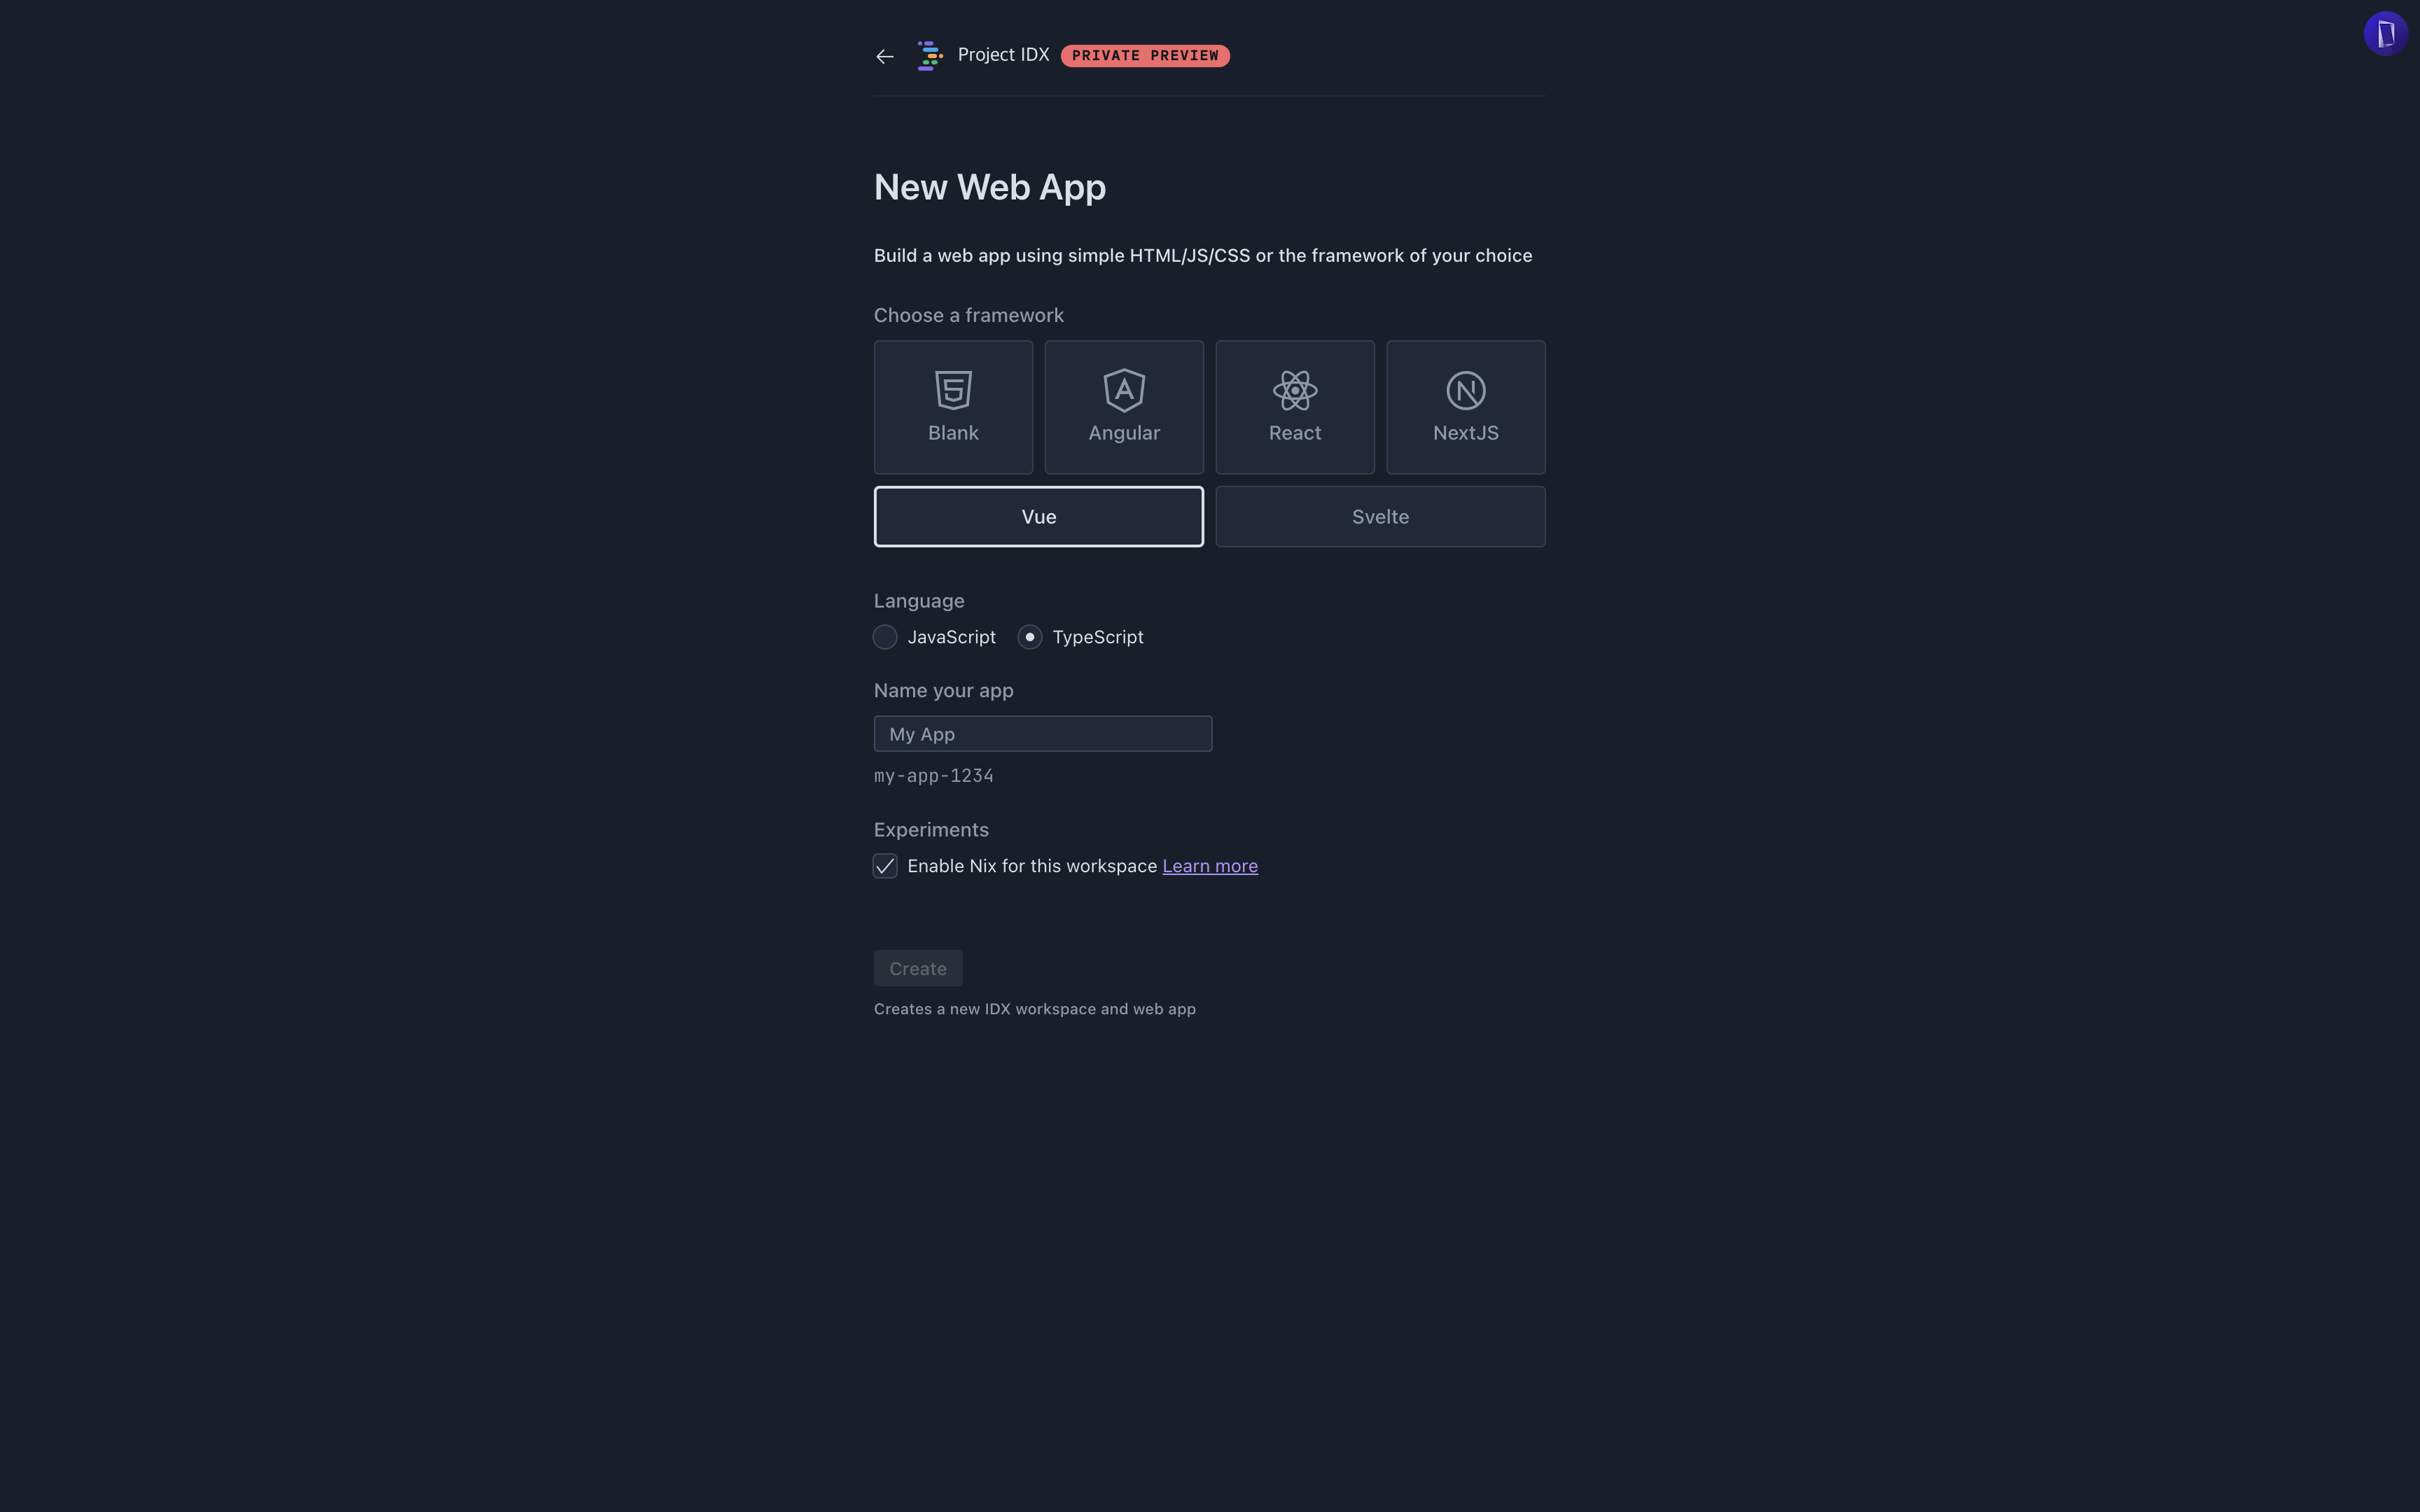 Project IDX PRIVATE PREVIEW
New Web App
Build a web app using simple HTML/JS/CSS or the framework of your choice
Choose a framework
Blank Angular React NextJS
Vue Svelte
Language
JavaScript TypeScript
Name your app
My App
my-app-1234
Experiments
Enable Nix for this workspace Learn more
Create
Creates a new IDX workspace and web app